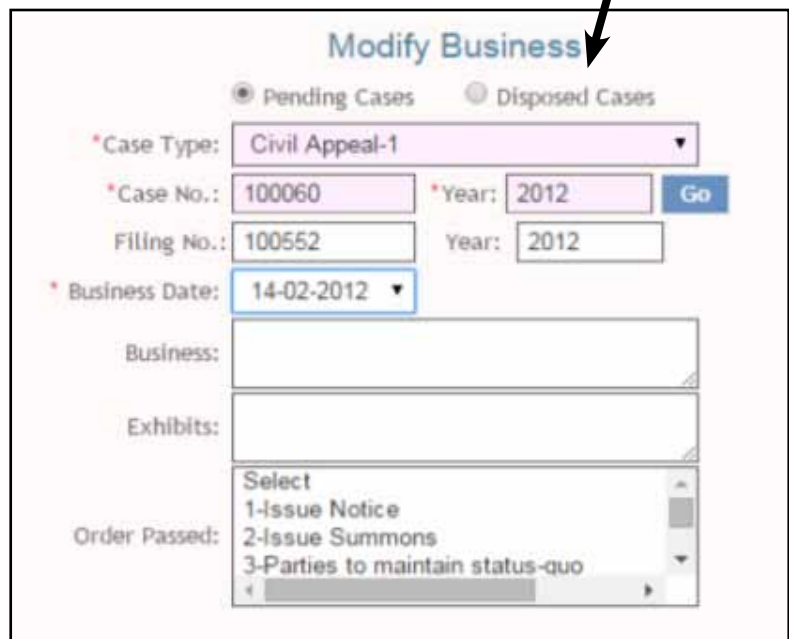 Modify Business
Pending Cases Disposed Cases
*Case Type: Civil Appeal-1
*Case No.: 100060 *Year: 2012 Go
Filing No.: 100552 Year: 2012
* Business Date: 14-02-2012
Business:
Exhibits:
Order Passed:
Select
1-Issue Notice
2-Issue Summons
3-Parties to maintain status-quo